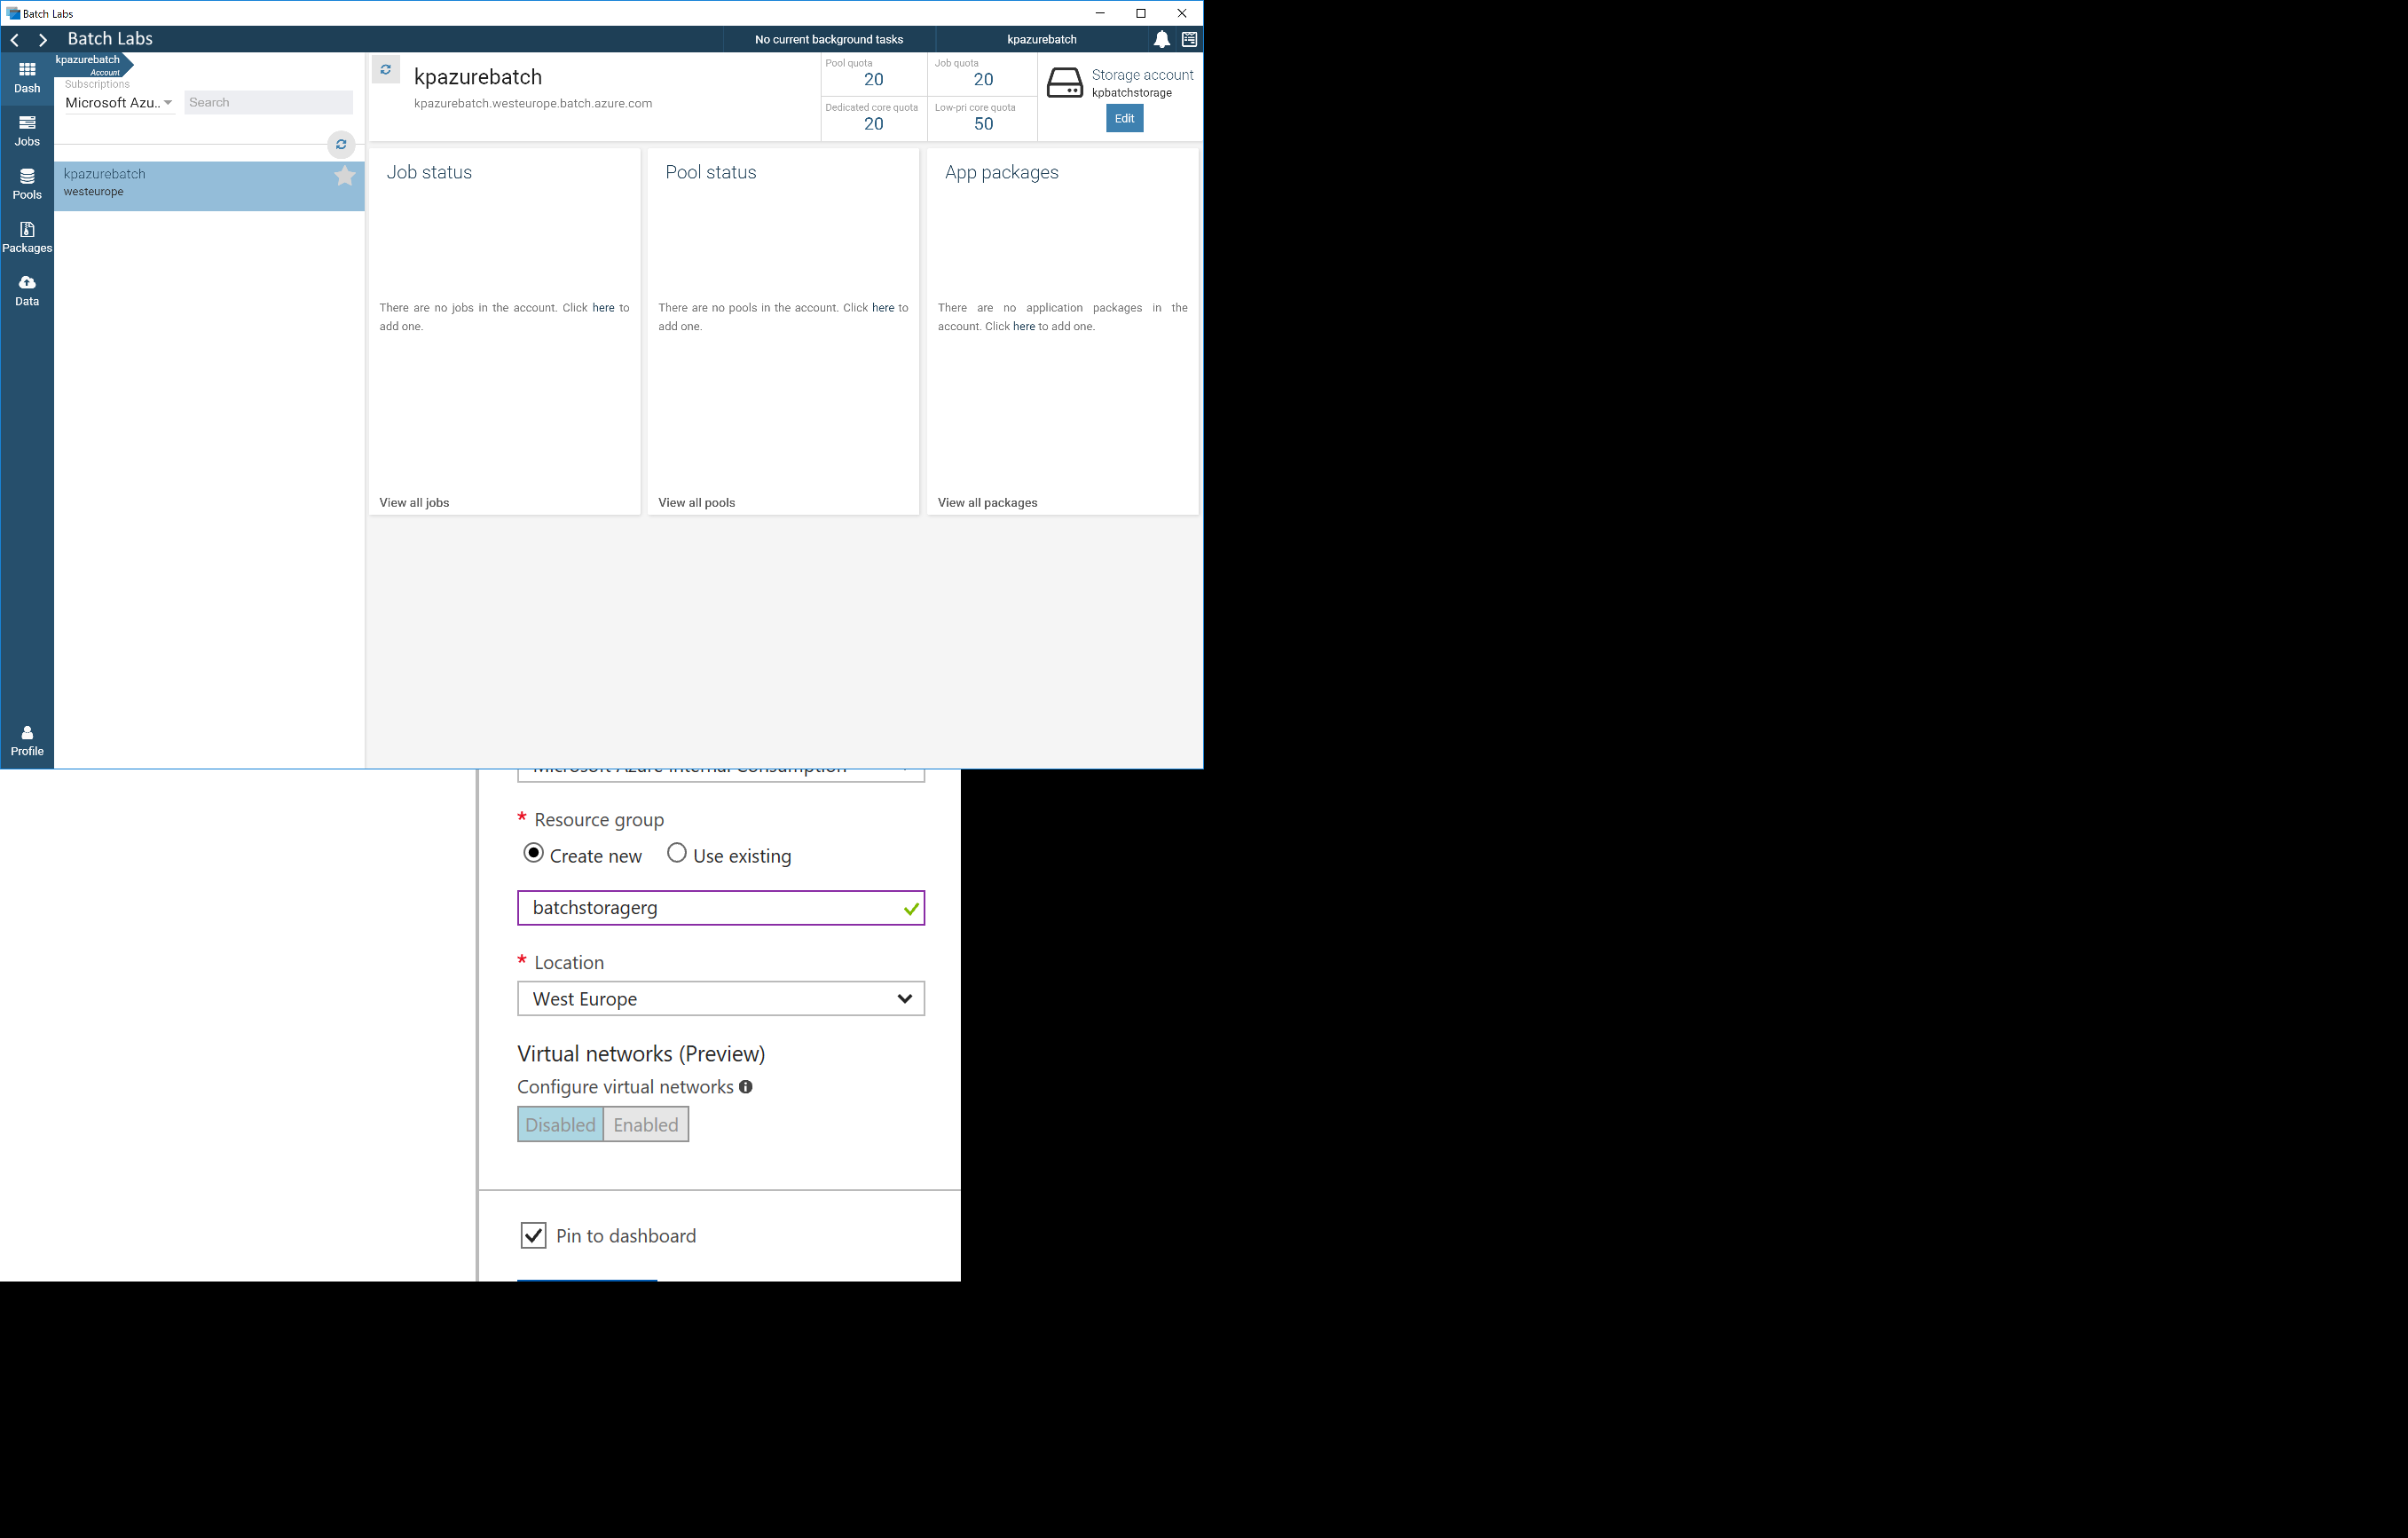 Batch Labs
Batch Labs
No current background tasks
kpazurebatch
kpazurebatch
Account
Subscriptions
Microsoft Azu..
Search
Dash
Jobs
Pools
Packages
Data
Profile
kpazurebatch
westeurope
kpazurebatch
kpazurebatch.westeurope.batch.azure.com
Pool quota
20
Job quota
20
Dedicated core quota
20
Low-pri core quota
50
Storage account
kpbatchstorage
Edit
Job status
There are no jobs in the account. Click here to
add one.
View all jobs
Pool status
There are no pools in the account. Click here to
add one.
View all pools
App packages
There are no application packages in the
account. Click here to add one.
View all packages
Microsoft Azure Internal Consumption
* Resource group
Create new
Use existing
batchstoragerg
* Location
West Europe
Virtual networks (Preview)
Configure virtual networks
Disabled
Enabled
Pin to dashboard